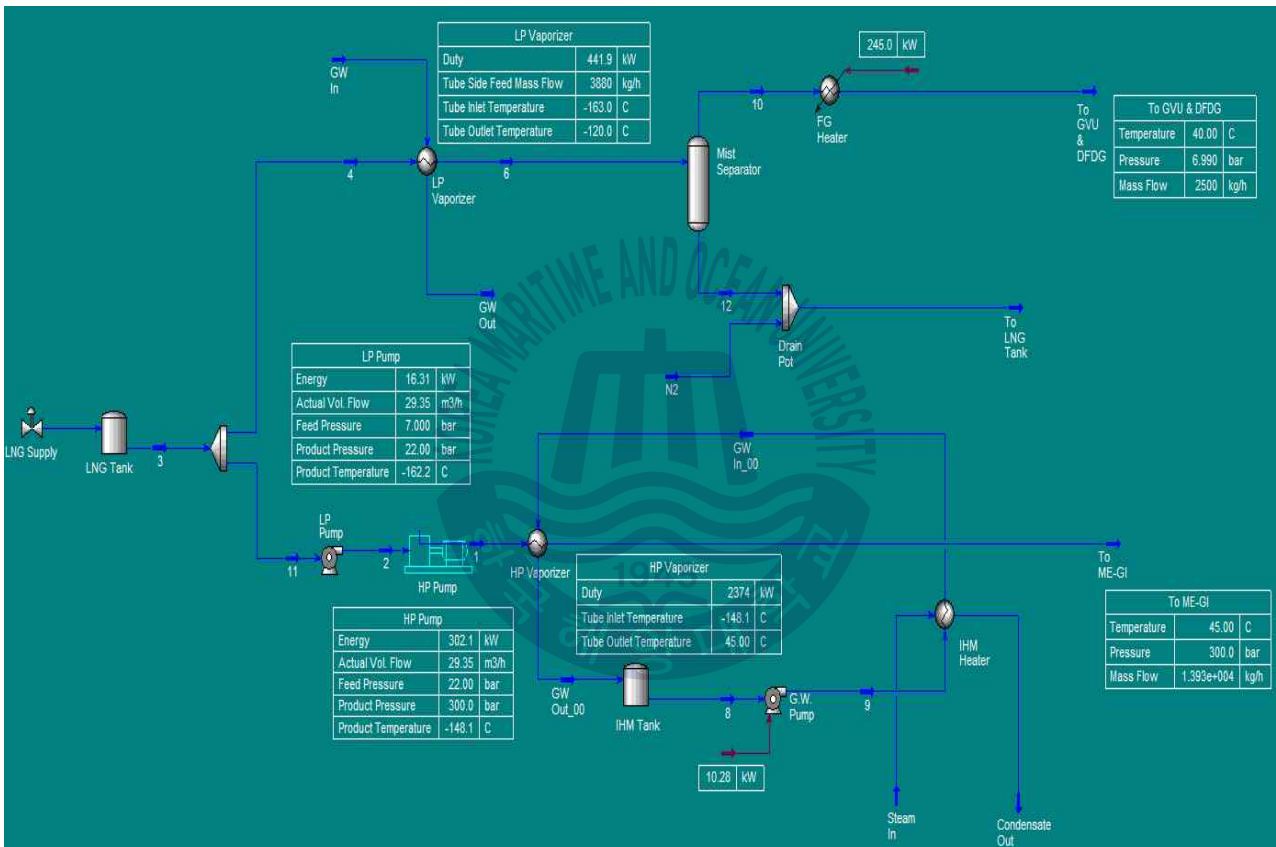 LP Vaporizer
Duty 441.9 kW
Tube Side Feed Mass Flow 3880 kg/h
Tube Inlet Temperature -163.0 C
Tube Outlet Temperature -120.0 C
245.0 kW
GW
In
10
FG
Heater
To
GVU
&
DFDG
To GVU & DFDG
Temperature 40.00 C
Pressure 6.990 bar
Mass Flow 2500 kg/h
4
LP
Vaporizer
6
Mist
Separator
GW
Out
12
Drain
Pot
N2
To
LNG
Tank
LP Pump
Energy 16.31 kW
Actual Vol. Flow 29.35 m3/h
Feed Pressure 7.000 bar
Product Pressure 22.00 bar
Product Temperature -162.2 C
LNG Supply
LNG Tank
3
GW
In_00
LP
Pump
11
2
HP Pump
1
HP Vaporizer
To
ME-GI
HP Vaporizer
Duty 2374 kW
Tube Inlet Temperature -148.1 C
Tube Outlet Temperature 45.00 C
HP Pump
Energy 302.1 kW
Actual Vol. Flow 29.35 m3/h
Feed Pressure 22.00 bar
Product Pressure 300.0 bar
Product Temperature -148.1 C
GW
Out_00
IHM Tank
8
G.W.
Pump
9
IHM
Heater
To ME-GI
Temperature 45.00 C
Pressure 300.0 bar
Mass Flow 1.393e+004 kg/h
10.28 kW
Steam
In
Condensate
Out
KOREA MARITIME AND OCEAN UNIVERSITY
1945